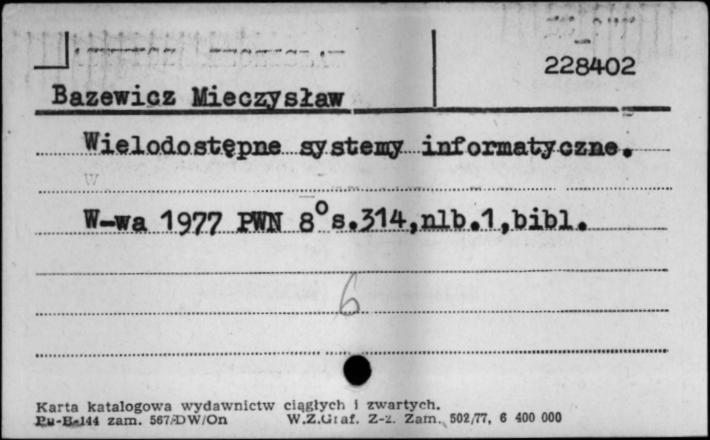 228402
Bazewicz Mieczysław
Wielodostępne systemy informatyczne.
W-wa 1977 PWN 8° s.314,nlb.1,bibl.
6
Karta katalogowa wydawnictw ciągłych i zwartych.
Pu-B-144 zam. 567/DW/On W.Z.Graf. Z-z. Zam. 502/77, 6 400 000